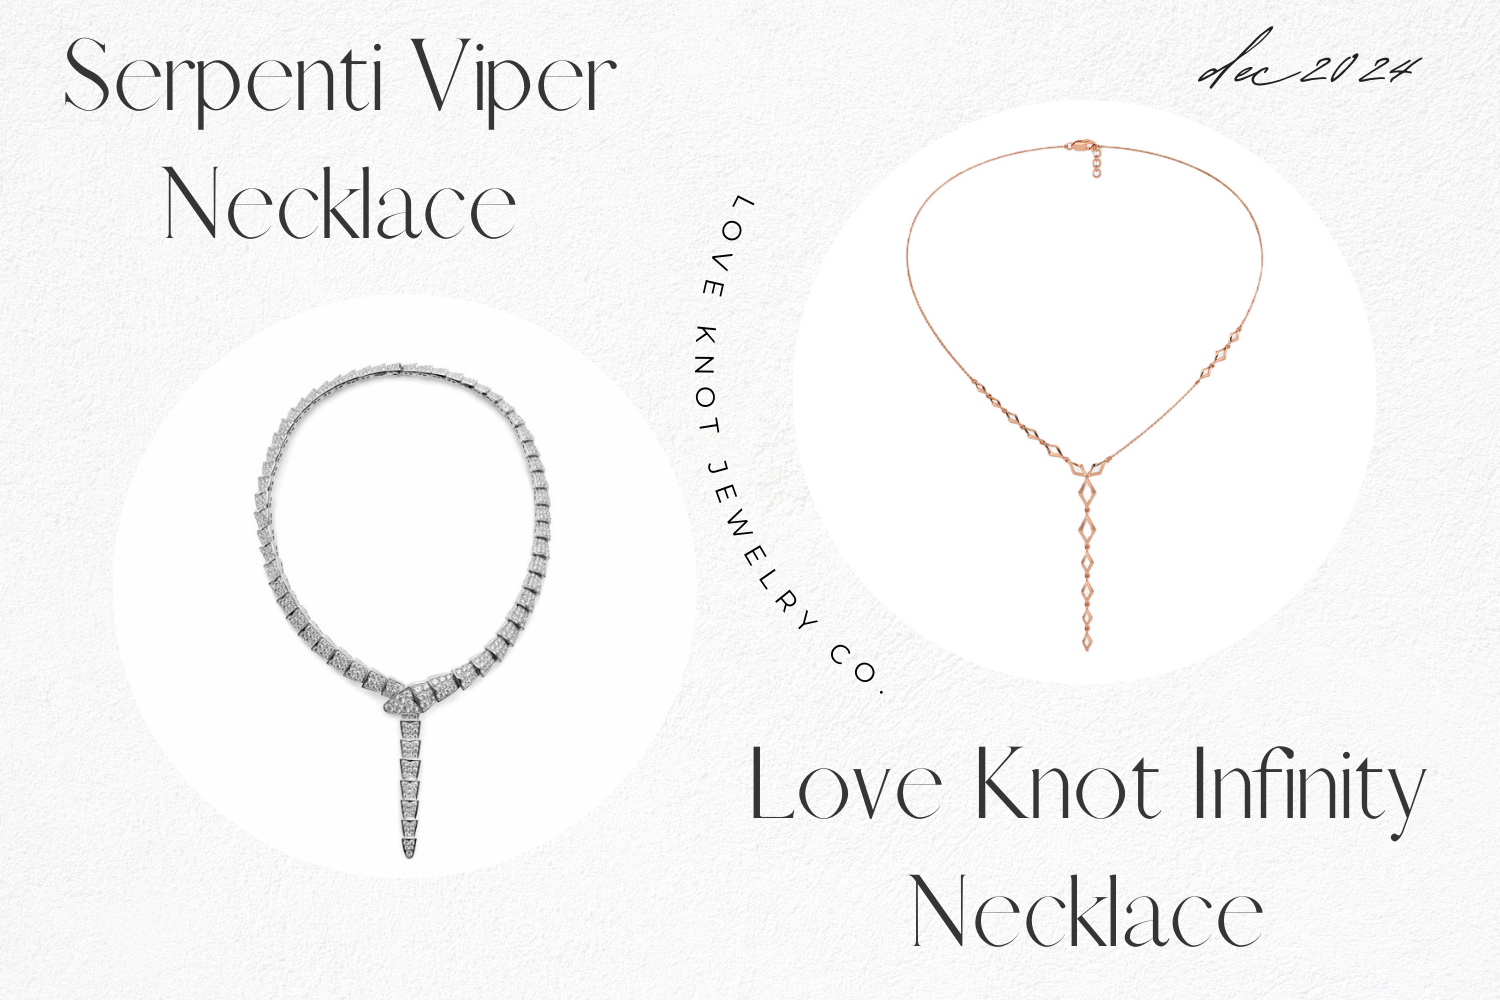 Serpenti Viper
Necklace
dec 2024
LOVE KNOT JEWELRY CO.
Love Knot Infinity
Necklace